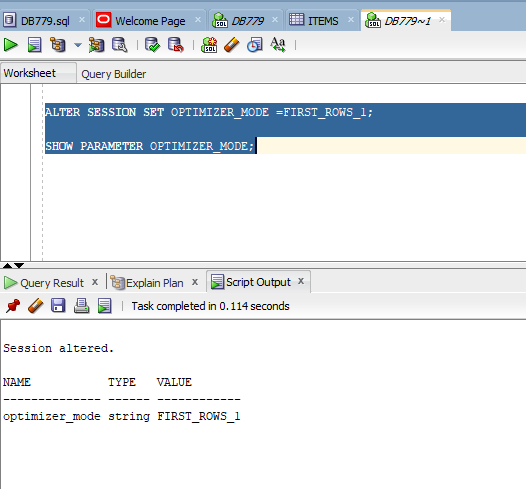 DB779.sql Welcome Page DB779 ITEMS DB779~1
Worksheet Query Builder
ALTER SESSION SET OPTIMIZER_MODE =FIRST_ROWS_1;
SHOW PARAMETER OPTIMIZER_MODE;
Query Result x Explain Plan x Script Output x
Task completed in 0.114 seconds
Session altered.
NAME TYPE VALUE
-------------- ------ ------------
optimizer_mode string FIRST_ROWS_1